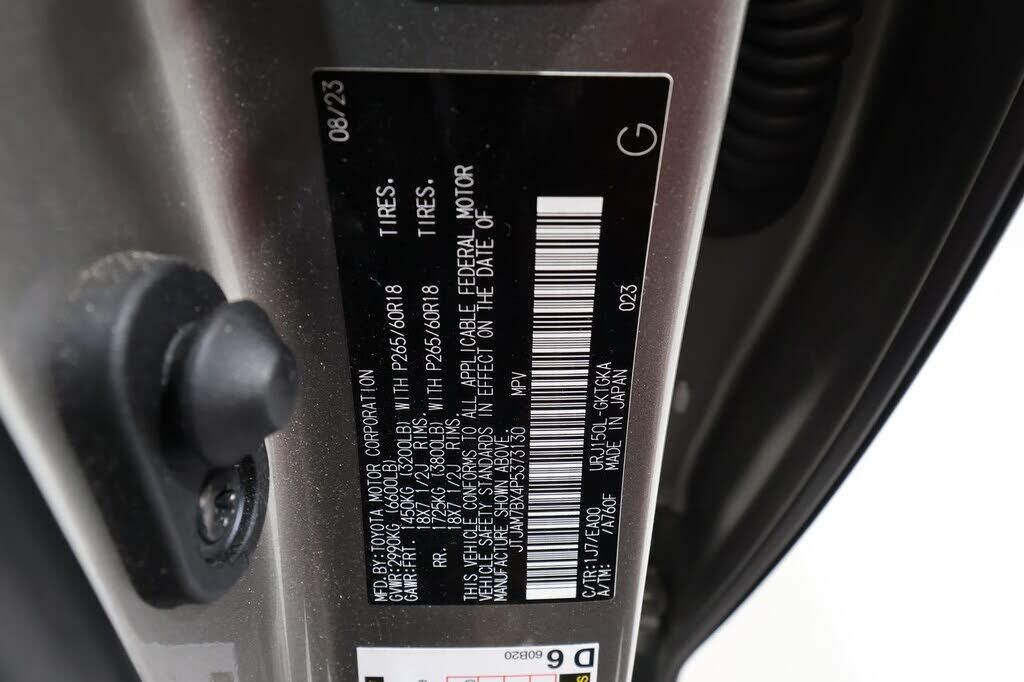 MFD.BY:TOYOTA MOTOR CORPORATION 08/23
GVWR:2990KG (6600LB)
GAWR:FRT. 1450KG (3200LB) WITH P265/60R18 TIRES.
18X7 1/2J RIMS.
RR. 1725KG (3800LB) WITH P265/60R18 TIRES.
18X7 1/2J RIMS.
THIS VEHICLE CONFORMS TO ALL APPLICABLE FEDERAL MOTOR
VEHICLE SAFETY STANDARDS IN EFFECT ON THE DATE OF
MANUFACTURE SHOWN ABOVE.
JTJAM7BX4P5373130 MPV
C/TR:1J7/EA00 URJ150L-GKTGKA 023
A/TM: /A760F MADE IN JAPAN G
D 6
60B20